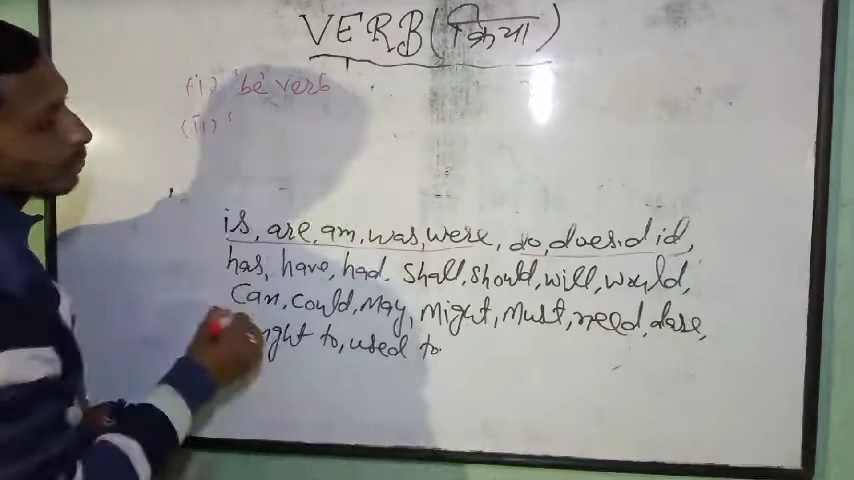 VERB (क्रिया)
(i) 'be' verb
(ii) '
is, are, am, was, were, do, does, did,
has, have, had. Shall, should, will, would,
Can, Could, May, Might, Must, need, dare,
ught to, used to